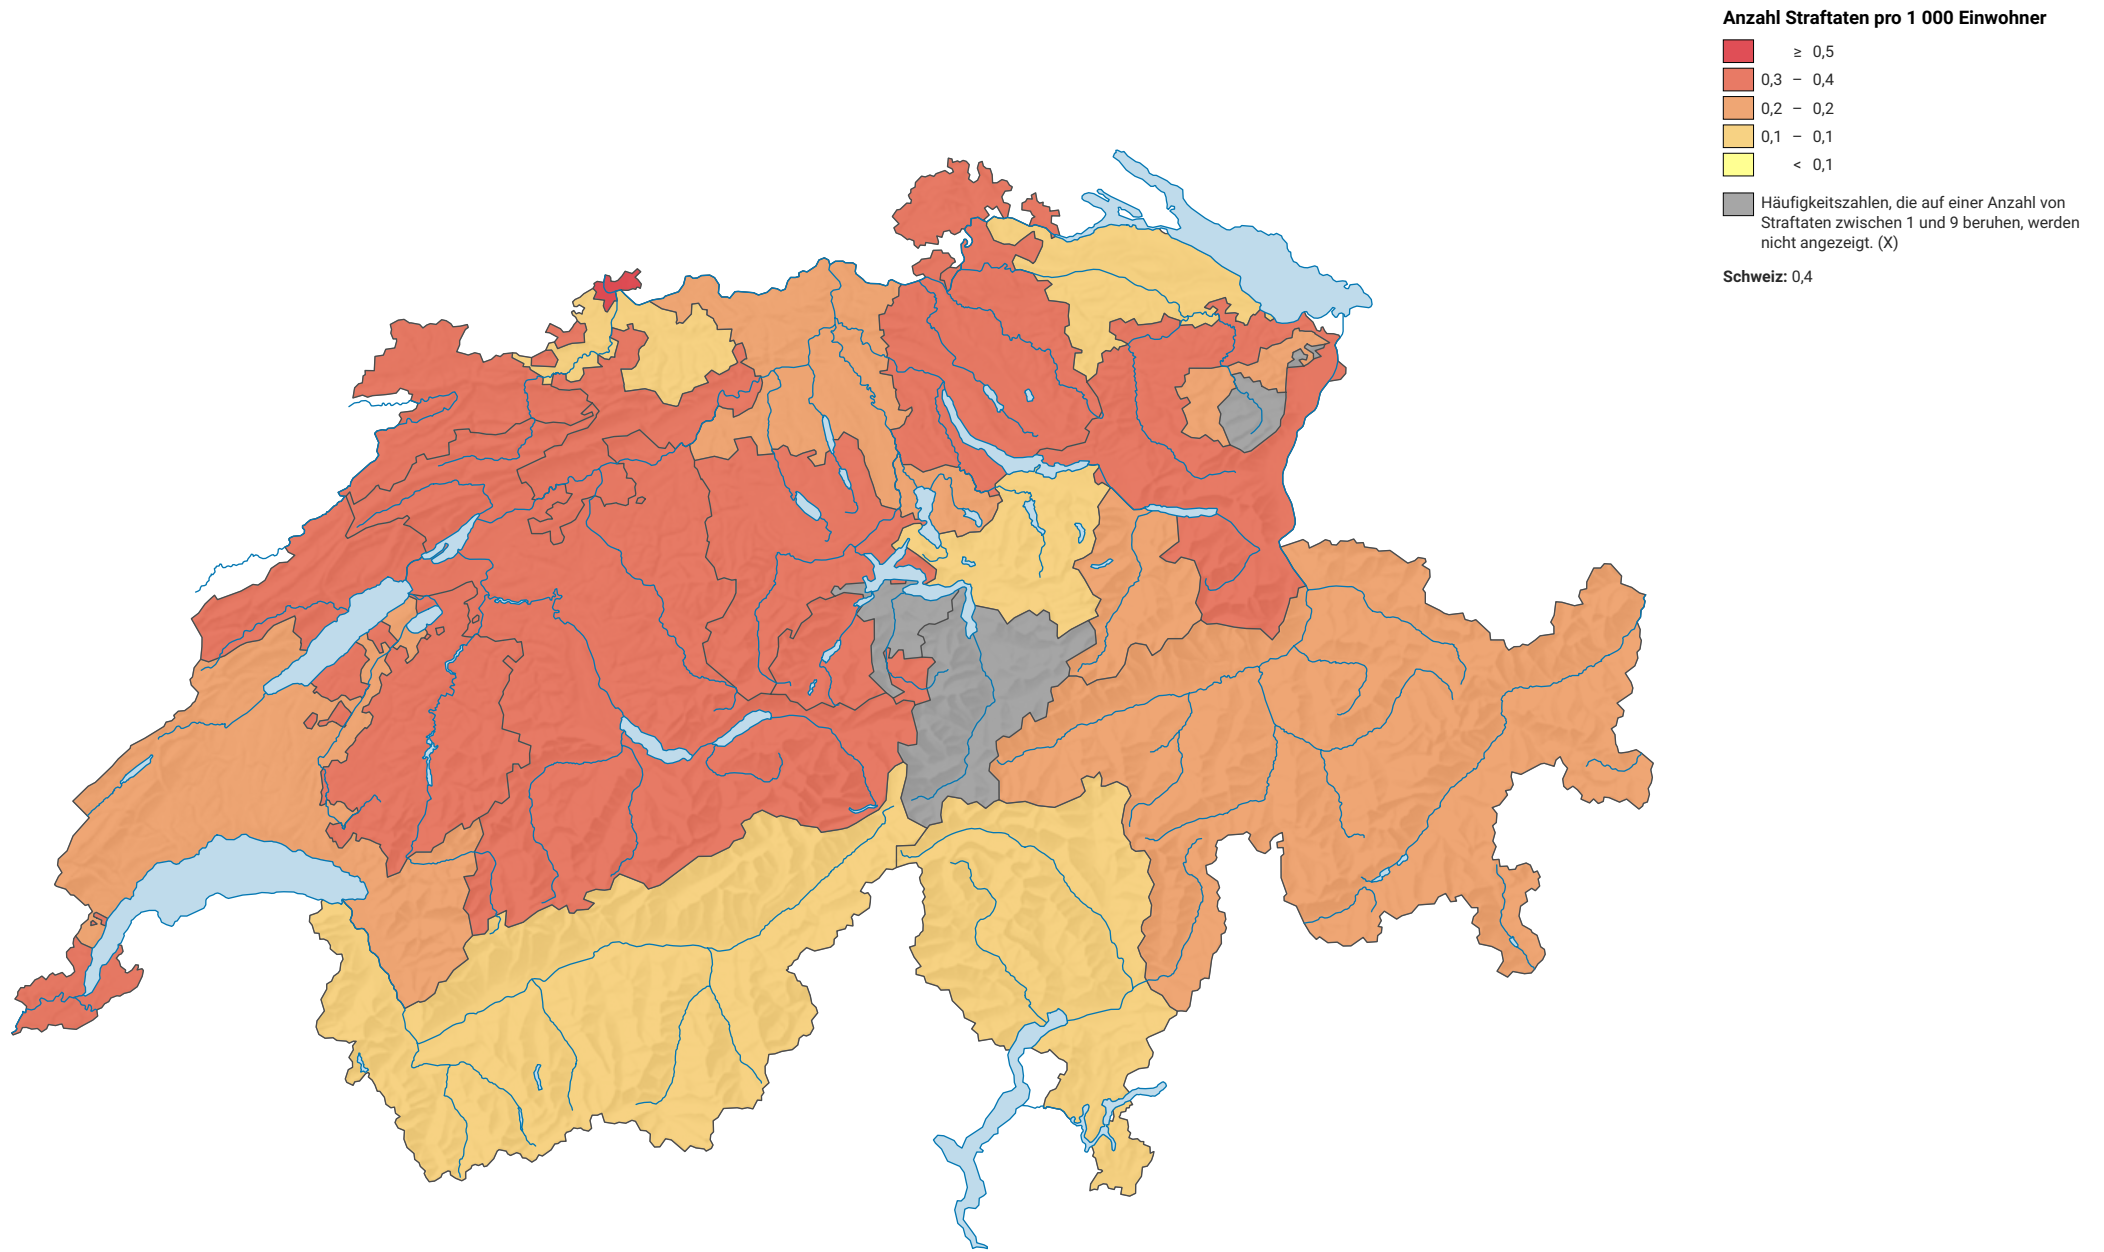 Anzahl Straftaten pro 1 000 Einwohner
≥ 0,5
0,3 – 0,4
0,2 – 0,2
0,1 – 0,1
< 0,1
Häufigkeitszahlen, die auf einer Anzahl von
Straftaten zwischen 1 und 9 beruhen, werden
nicht angezeigt. (X)
Schweiz: 0,4